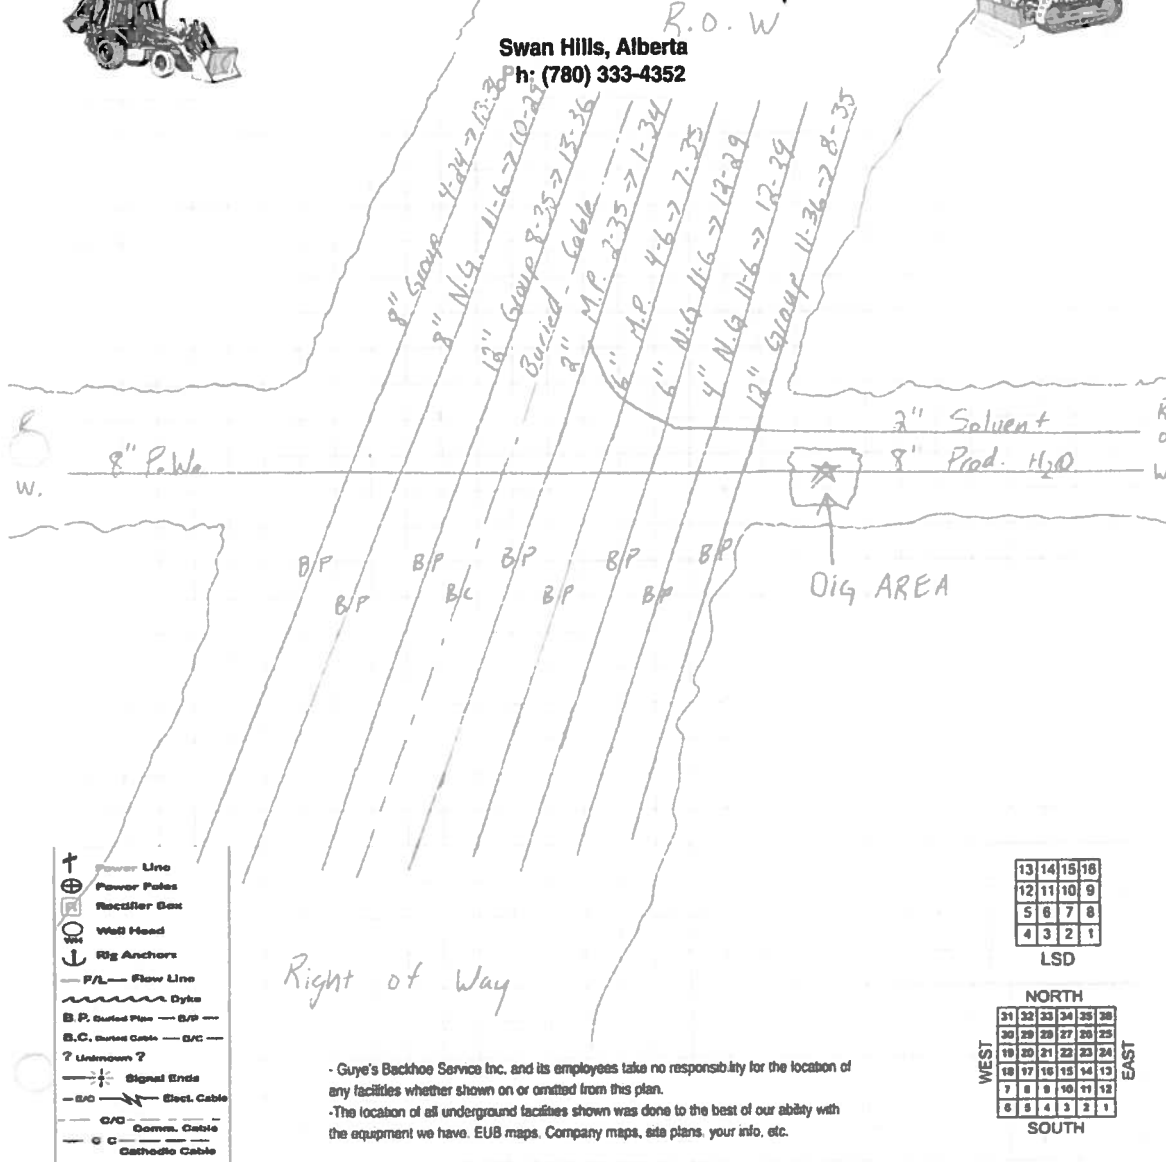 R.O.W
Swan Hills, Alberta
Ph: (780) 333-4352
8" Group 4-24 → 13-36
8" N.G. 11-6 → 10-29
12" Group 8-35 → 13-36
Buried - Cable
2" M.P. 2-35 → 1-34
6" M.P. 4-6 → 7-35
6" N.G 11-6 → 12-29
4" N.G 11-6 → 12-29
12" Group 11-36 → 8-35
R
O
W
W.
2" Solvent
8" P.W.
8" Prod. H2O
B/P
B/P
B/P
B/P
B/P
B/P
B/C
B/P
B/P
DIG AREA
Right of Way
Power Line
Power Poles
Rectifier Box
WH
Well Head
Rig Anchors
P/L Flow Line
Dyke
B.P. Buried Pipe B/P
B.C. Buried Cable B/C
? Unknown ?
Signal Ends
B/C Elect. Cable
C/C Comm. Cable
C C Cathodic Cable
13 14 15 16
12 11 10 9
5 6 7 8
4 3 2 1
LSD
NORTH
WEST
31 32 33 34 35 36
30 29 28 27 26 25
19 20 21 22 23 24
18 17 16 15 14 13
7 8 9 10 11 12
6 5 4 3 2 1
EAST
SOUTH
- Guye's Backhoe Service Inc. and its employees take no responsibility for the location of
any facilities whether shown on or omitted from this plan.
-The location of all underground facilities shown was done to the best of our ability with
the equipment we have. EUB maps, Company maps, site plans, your info, etc.